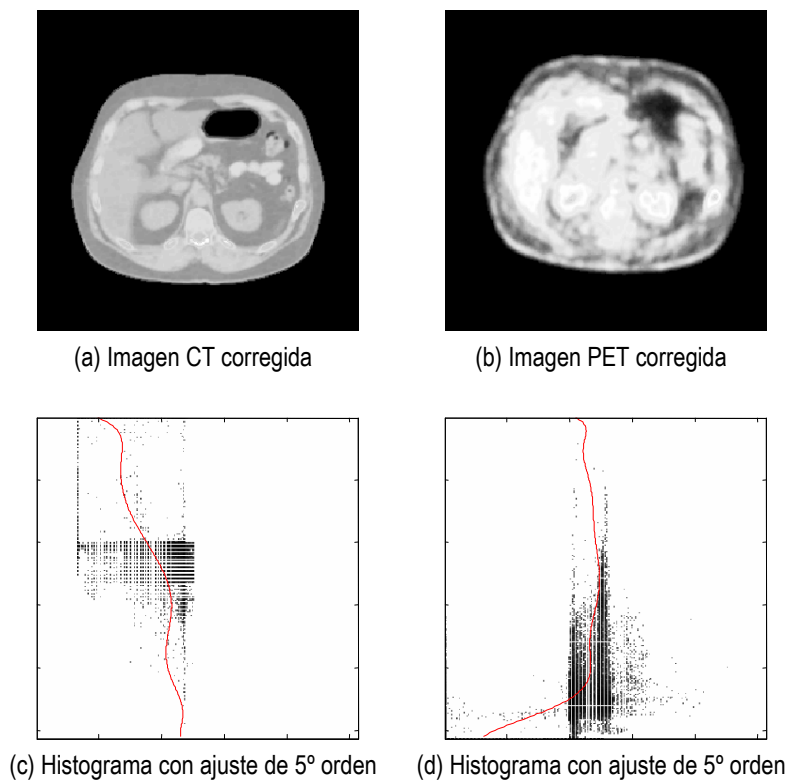 (a) Imagen CT corregida
(b) Imagen PET corregida
(c) Histograma con ajuste de 5º orden
(d) Histograma con ajuste de 5º orden